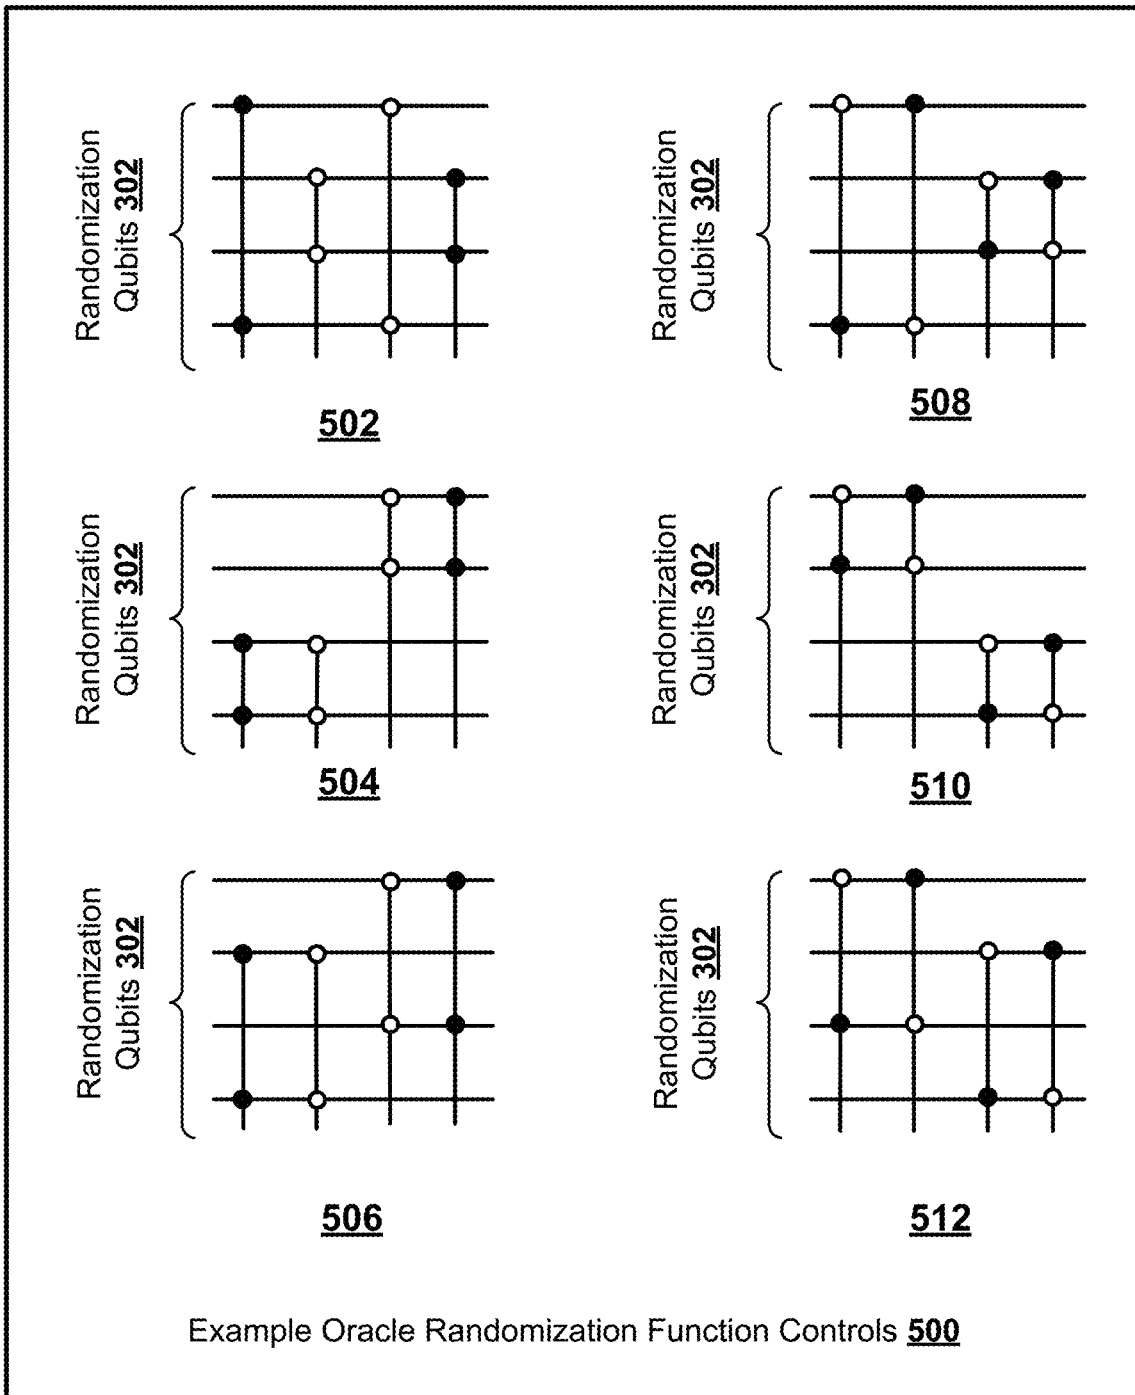 Randomization
Qubits 302
502
Randomization
Qubits 302
508
Randomization
Qubits 302
504
Randomization
Qubits 302
510
Randomization
Qubits 302
506
Randomization
Qubits 302
512
Example Oracle Randomization Function Controls 500